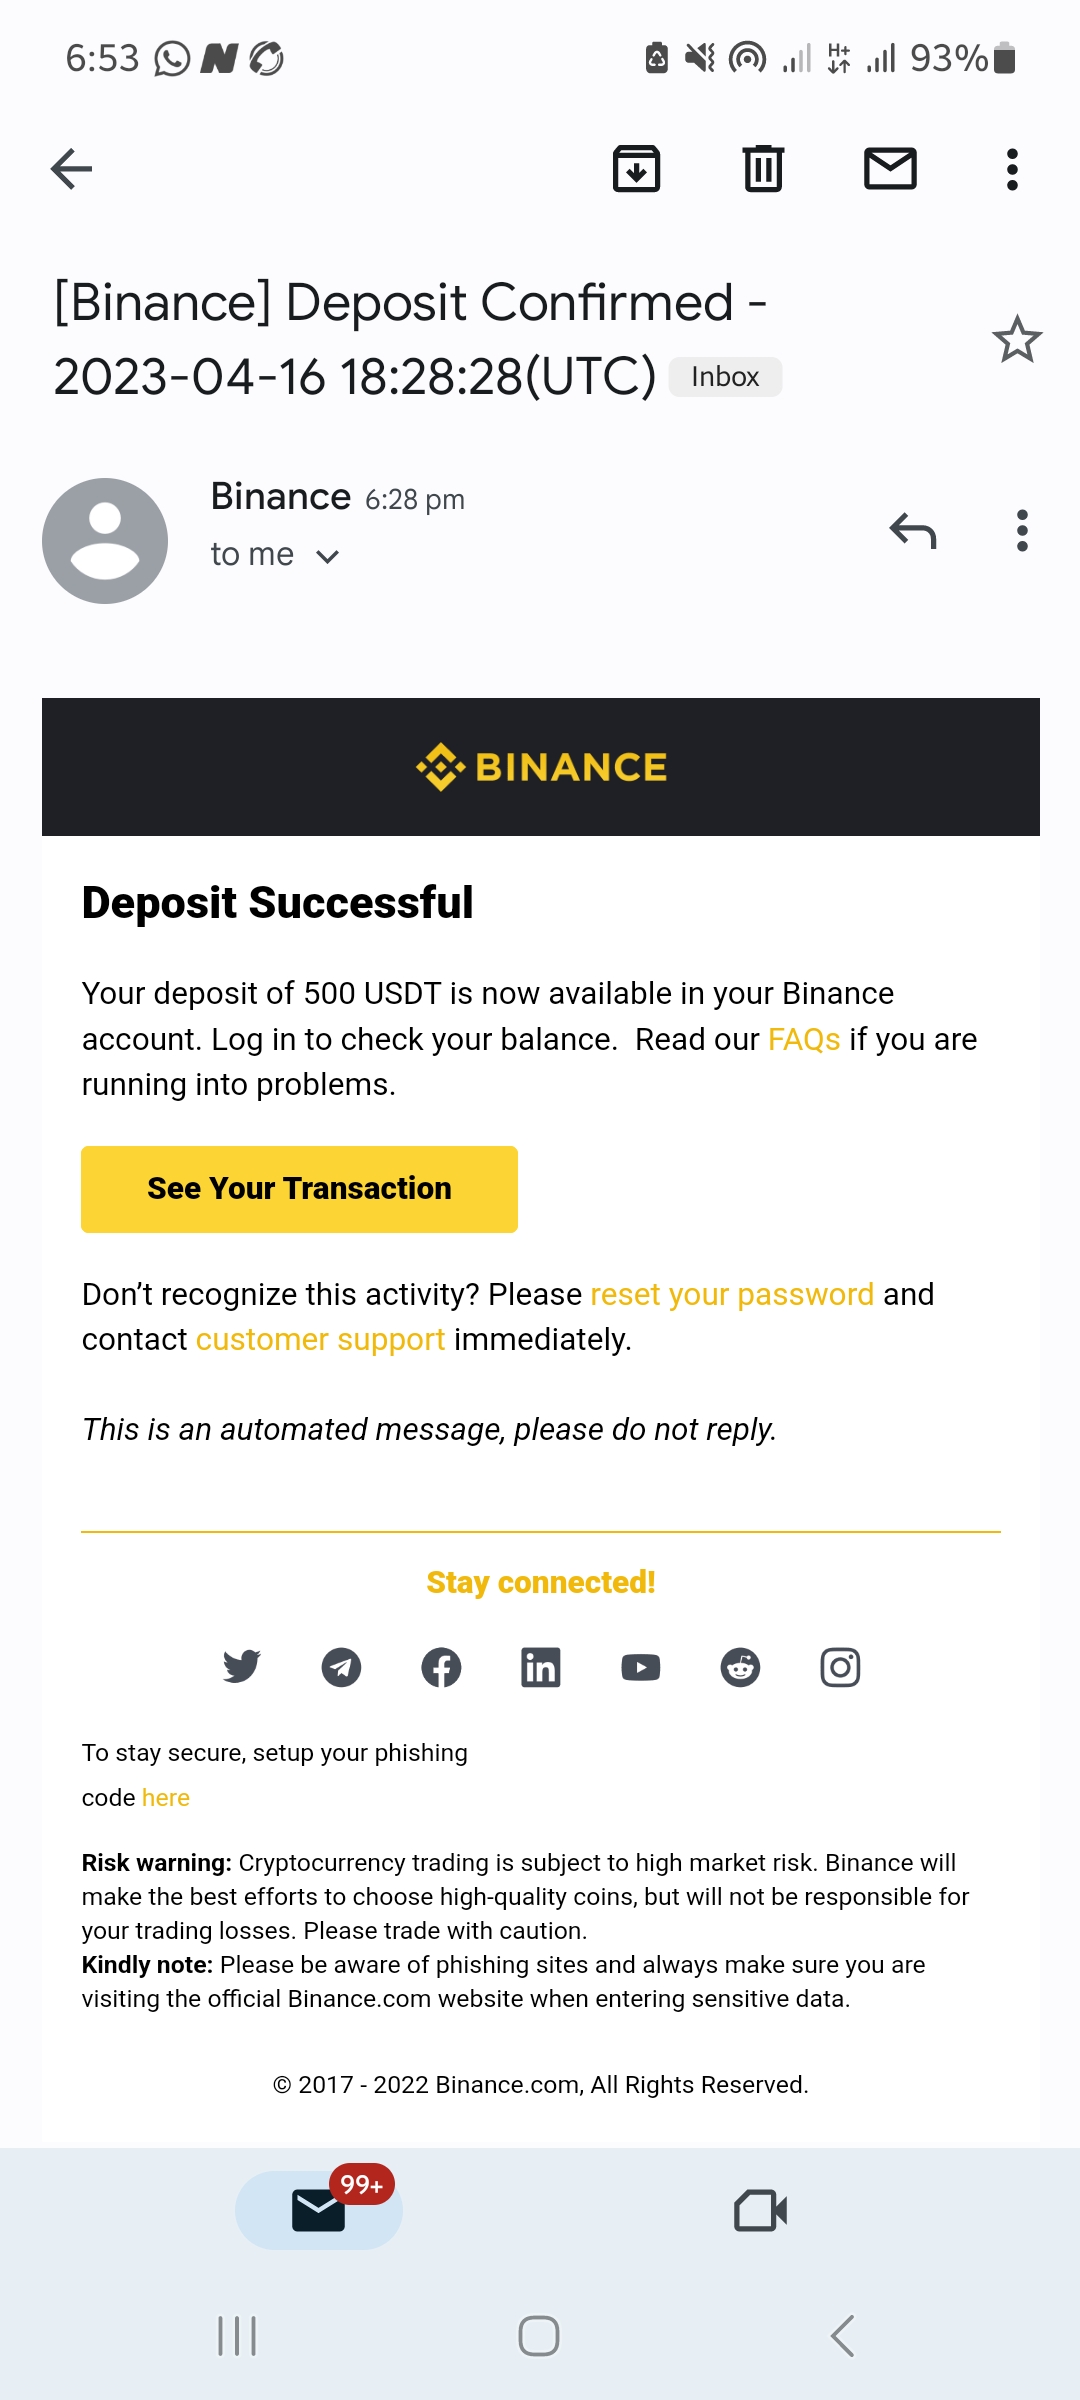 6:53
H+
93%
[Binance] Deposit Confirmed -
2023-04-16 18:28:28(UTC) Inbox
Binance 6:28 pm
to me
BINANCE
Deposit Successful
Your deposit of 500 USDT is now available in your Binance
account. Log in to check your balance.  Read our FAQs if you are
running into problems.
See Your Transaction
Don’t recognize this activity? Please reset your password and
contact customer support immediately.
This is an automated message, please do not reply.
Stay connected!
To stay secure, setup your phishing
code here
Risk warning: Cryptocurrency trading is subject to high market risk. Binance will
make the best efforts to choose high-quality coins, but will not be responsible for
your trading losses. Please trade with caution.
Kindly note: Please be aware of phishing sites and always make sure you are
visiting the official Binance.com website when entering sensitive data.
© 2017 - 2022 Binance.com, All Rights Reserved.
99+